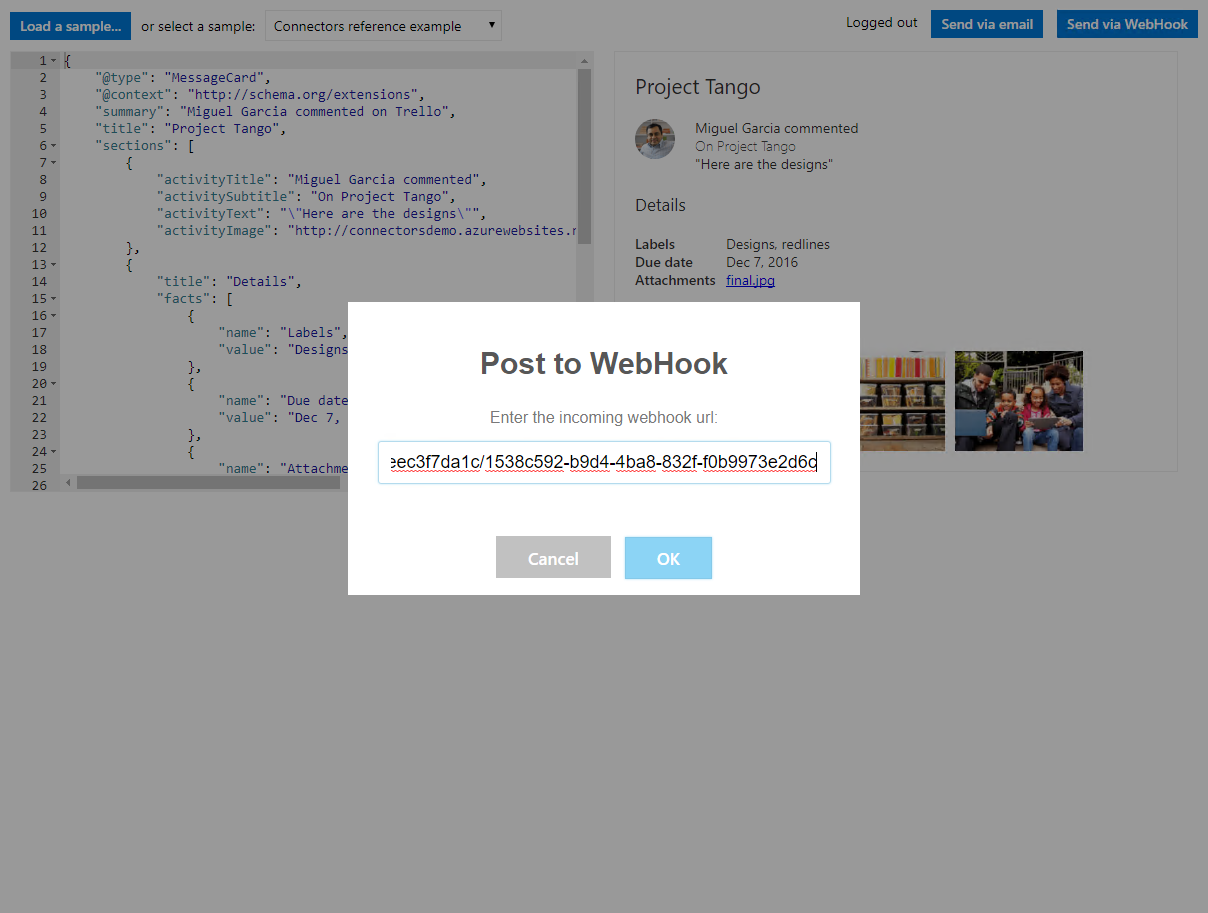 Load a sample... or select a sample: Connectors reference example Logged out Send via email Send via WebHook
1 {
2 "@type": "MessageCard",
3 "@context": "http://schema.org/extensions",
4 "summary": "Miguel Garcia commented on Trello",
5 "title": "Project Tango",
6 "sections": [
7 {
8 "activityTitle": "Miguel Garcia commented",
9 "activitySubtitle": "On Project Tango",
10 "activityText": "\"Here are the designs\"",
11 "activityImage": "http://connectorsdemo.azurewebsites.n
12 },
13 {
14 "title": "Details",
15 "facts": [
16 {
17 "name": "Labels",
18 "value": "Designs
19 },
20 {
21 "name": "Due date
22 "value": "Dec 7,
23 },
24 {
25 "name": "Attachme
26
Project Tango
Miguel Garcia commented
On Project Tango
"Here are the designs"
Details
Labels Designs, redlines
Due date Dec 7, 2016
Attachments final.jpg
Post to WebHook
Enter the incoming webhook url:
eec3f7da1c/1538c592-b9d4-4ba8-832f-f0b9973e2d6d
Cancel OK